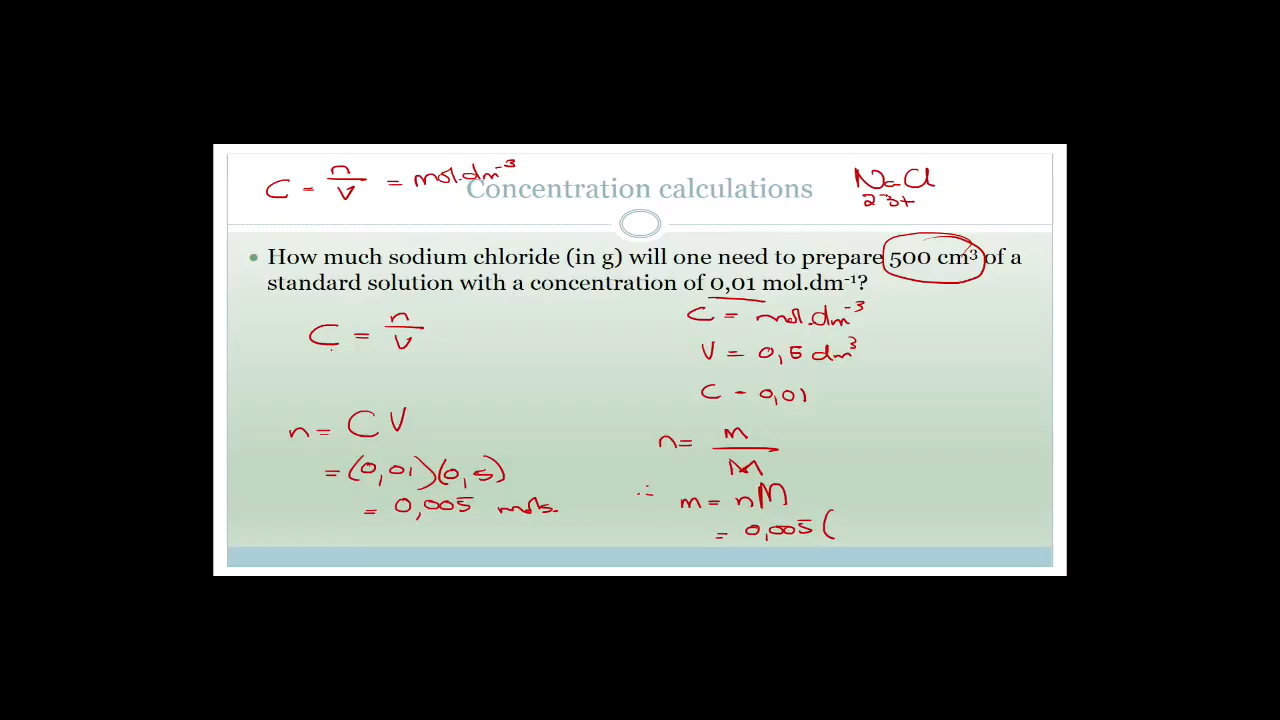 C = n/V = mol.dm⁻³
NaCl
23+
Concentration calculations
• How much sodium chloride (in g) will one need to prepare 500 cm³ of a
standard solution with a concentration of 0,01 mol.dm⁻¹?
C = n/V
C = mol.dm⁻³
V = 0,5 dm³
C = 0,01
n = CV
= (0,01)(0,5)
= 0,005 mols.
n = m/M
∴ m = nM
= 0,005 (